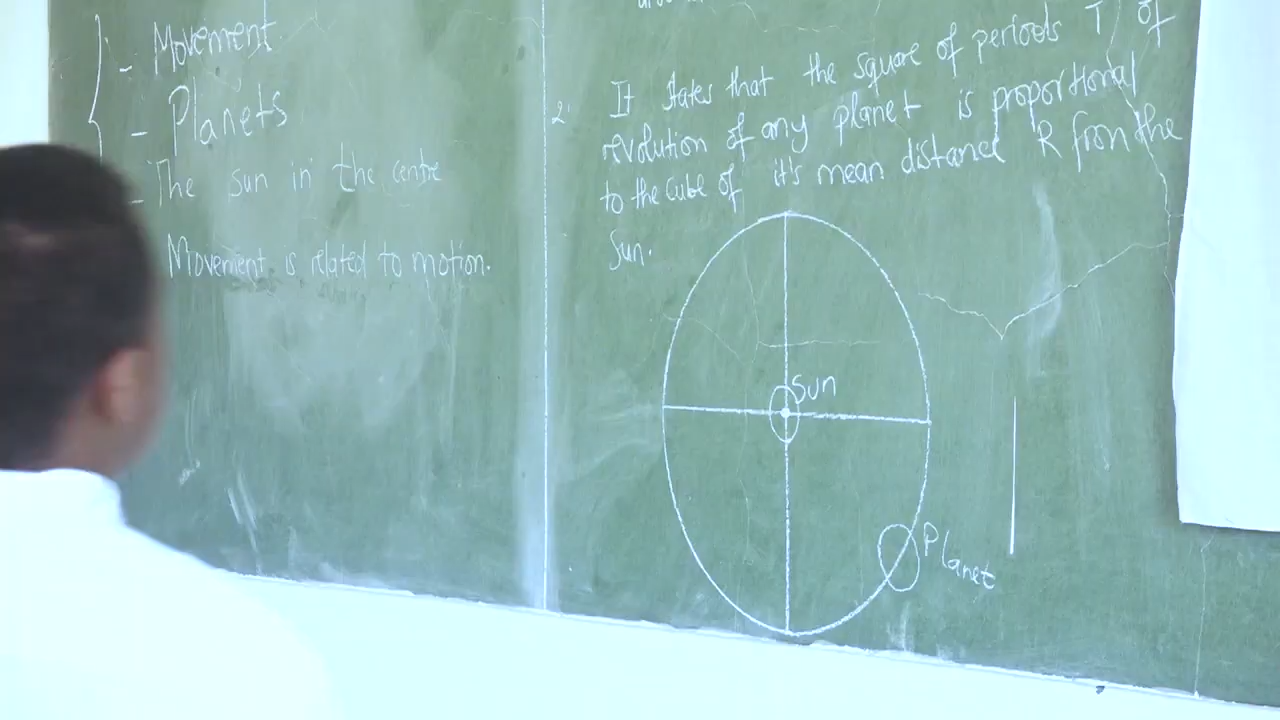 - Movement
- Planets
- The sun in the centre
Movement is related to motion.
2. It states that the square of periods T of
revolution of any planet is proportional
to the cube of it's mean distance R from the
Sun.
Sun
Planet